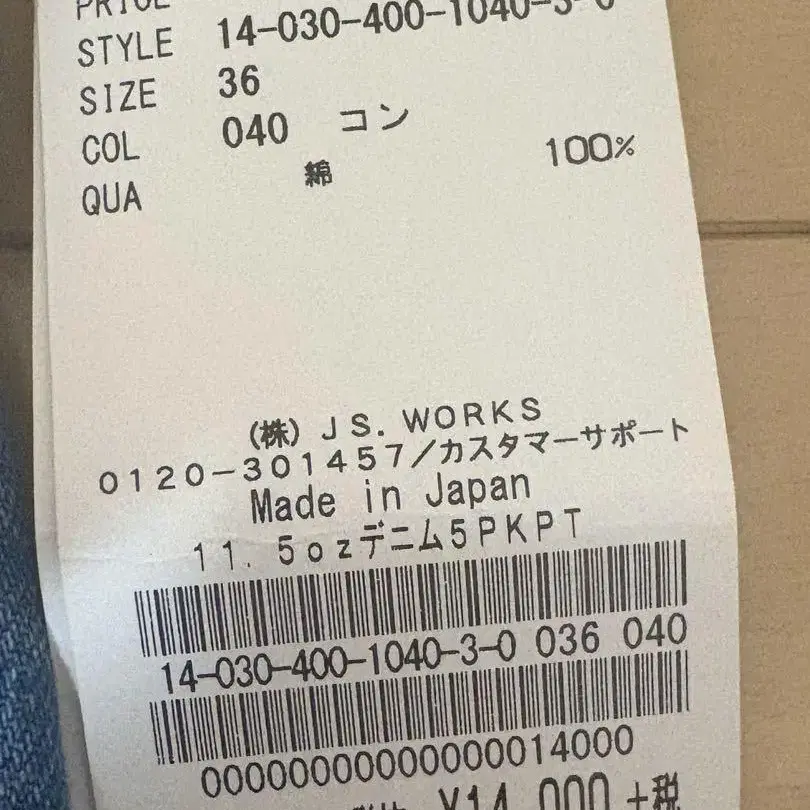 PRICE
STYLE 14-030-400-1040-3-0
SIZE 36
COL 040 コン
QUA 綿 100%
(株) JS. WORKS
0120-301457/カスタマーサポート
Made in Japan
11.5ozデニム5PKPT
14-030-400-1040-3-0 036 040
00000000000000014000
¥14,000 +税